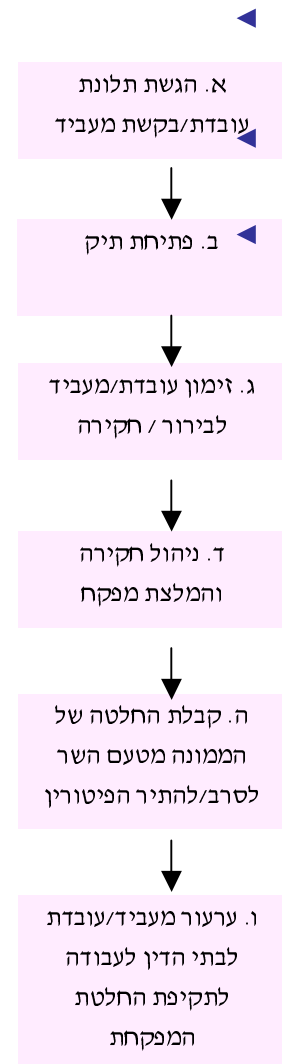 א. הגשת תלונת
עובדת/בקשת מעביד
ב. פתיחת תיק
ג. זימון עובדת/מעביד
לבירור / חקירה
ד. ניהול חקירה
והמלצת מפקח
ה. קבלת החלטה של
הממונה מטעם השר
לסרב/להתיר הפיטורין
ו. ערעור מעביד/עובדת
לבתי הדין לעבודה
לתקיפת החלטת
המפקחת